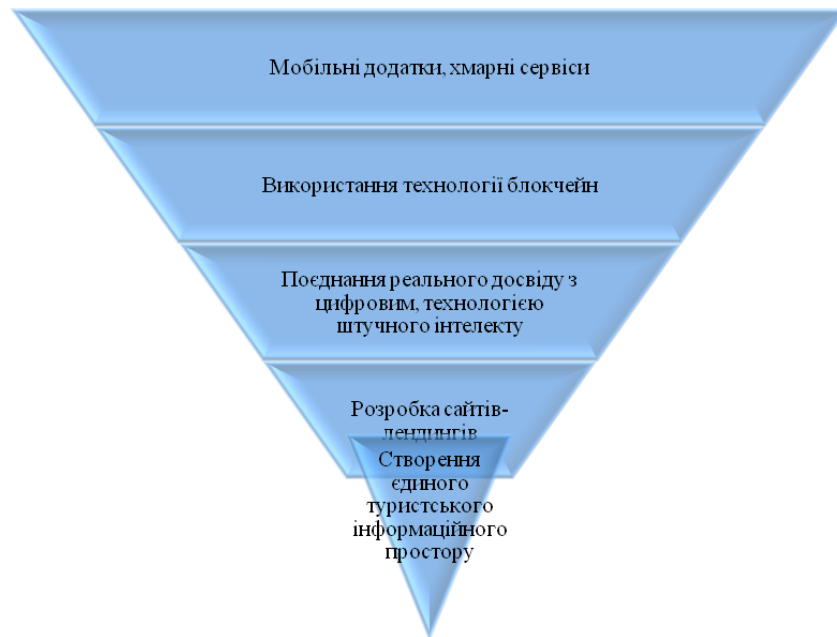 Мобільні додатки, хмарні сервіси
Використання технології блокчейн
Поєднання реального досвіду з
цифровим, технологією
штучного інтелекту
Розробка сайтів-
лендингів
Створення
єдиного
туристського
інформаційного
простору